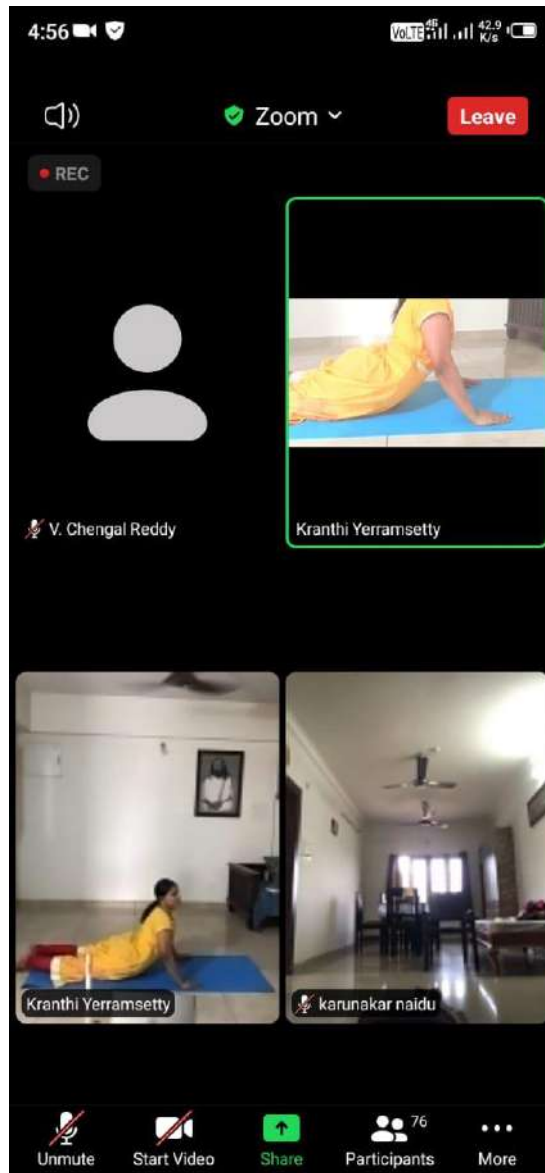 4:56
VoLTE 4G 42.9 K/s
Zoom
Leave
REC
V. Chengal Reddy
Kranthi Yerramsetty
Kranthi Yerramsetty
karunakar naidu
76
Unmute
Start Video
Share
Participants
More